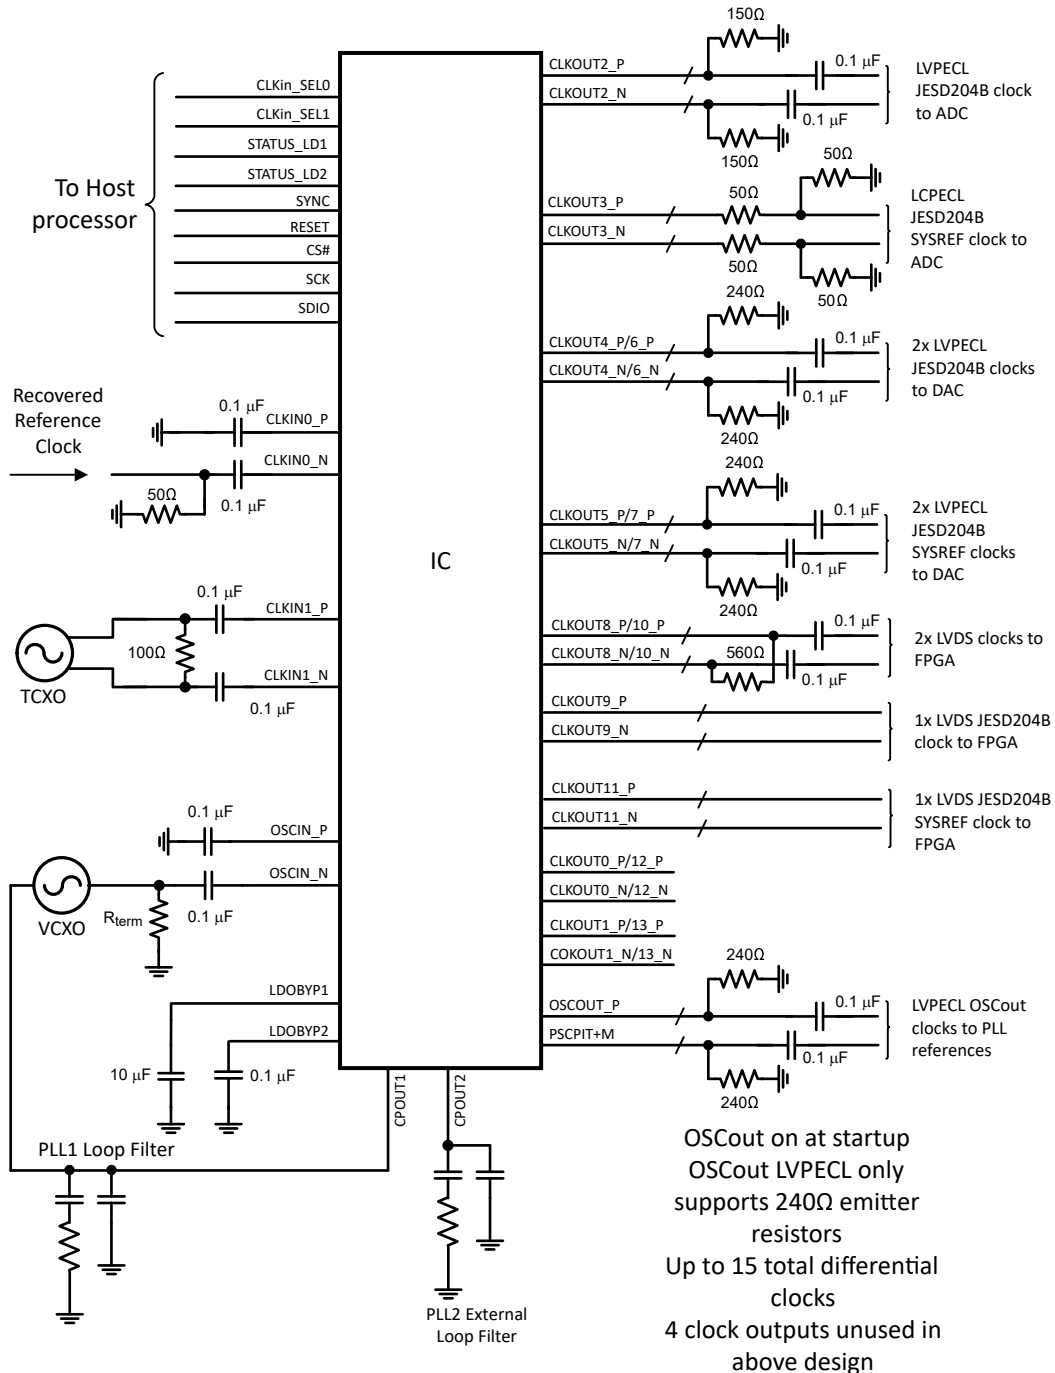 CLKin_SEL0
CLKin_SEL1
STATUS_LD1
STATUS_LD2
SYNC
RESET
CS#
SCK
SDIO
To Host
processor
Recovered
Reference
Clock
0.1 μF
CLKIN0_P
CLKIN0_N
50Ω
0.1 μF
0.1 μF
CLKIN1_P
100Ω
CLKIN1_N
TCXO
0.1 μF
0.1 μF
OSCIN_P
OSCIN_N
Rterm
0.1 μF
VCXO
LDOBYP1
LDOBYP2
10 μF
0.1 μF
PLL1 Loop Filter
CPOUT1
CPOUT2
PLL2 External
Loop Filter
IC
150Ω
CLKOUT2_P
0.1 μF
CLKOUT2_N
0.1 μF
150Ω
LVPECL
JESD204B clock
to ADC
50Ω
50Ω
CLKOUT3_P
CLKOUT3_N
50Ω
50Ω
LCPECL
JESD204B
SYSREF clock to
ADC
240Ω
CLKOUT4_P/6_P
0.1 μF
CLKOUT4_N/6_N
0.1 μF
240Ω
2x LVPECL
JESD204B clocks
to DAC
240Ω
CLKOUT5_P/7_P
0.1 μF
CLKOUT5_N/7_N
0.1 μF
240Ω
2x LVPECL
JESD204B
SYSREF clocks
to DAC
CLKOUT8_P/10_P
0.1 μF
CLKOUT8_N/10_N
560Ω
0.1 μF
2x LVDS clocks to
FPGA
CLKOUT9_P
CLKOUT9_N
1x LVDS JESD204B
clock to FPGA
CLKOUT11_P
CLKOUT11_N
1x LVDS JESD204B
SYSREF clock to
FPGA
CLKOUT0_P/12_P
CLKOUT0_N/12_N
CLKOUT1_P/13_P
COKOUT1_N/13_N
240Ω
OSCOUT_P
0.1 μF
PSCPIT+M
0.1 μF
240Ω
LVPECL OSCout
clocks to PLL
references
OSCout on at startup
OSCout LVPECL only
supports 240Ω emitter
resistors
Up to 15 total differential
clocks
4 clock outputs unused in
above design